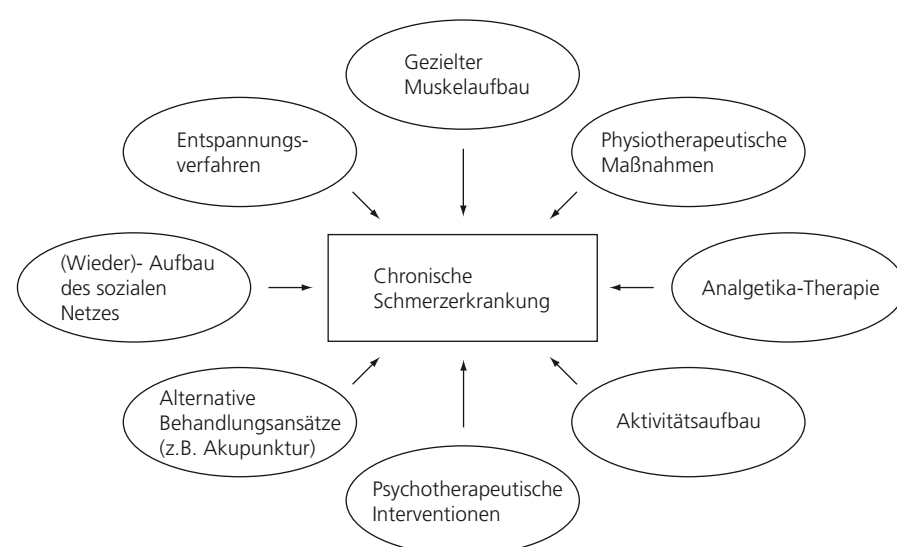 Gezielter
Muskelaufbau
Entspannungs-
verfahren
Physiotherapeutische
Maßnahmen
(Wieder)- Aufbau
des sozialen
Netzes
Chronische
Schmerzerkrankung
Analgetika-Therapie
Alternative
Behandlungsansätze
(z.B. Akupunktur)
Aktivitätsaufbau
Psychotherapeutische
Interventionen